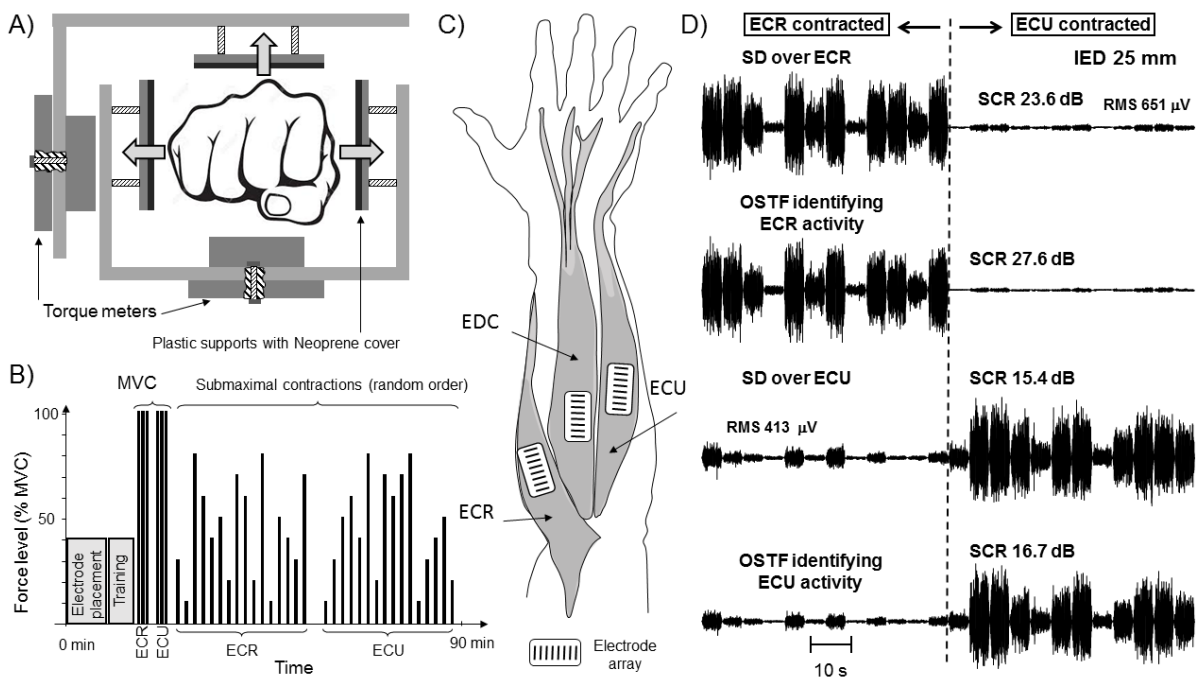 A)
Torque meters
Plastic supports with Neoprene cover
B)
MVC
Submaximal contractions (random order)
Force level (% MVC)
100
50
Electrode
placement
Training
0 min
ECR
ECU
ECR
ECU
90 min
Time
C)
EDC
ECU
ECR
Electrode
array
D)
ECR contracted
ECU contracted
SD over ECR
IED 25 mm
SCR 23.6 dB
RMS 651 µV
OSTF identifying
ECR activity
SCR 27.6 dB
SD over ECU
SCR 15.4 dB
RMS 413 µV
OSTF identifying
ECU activity
SCR 16.7 dB
10 s